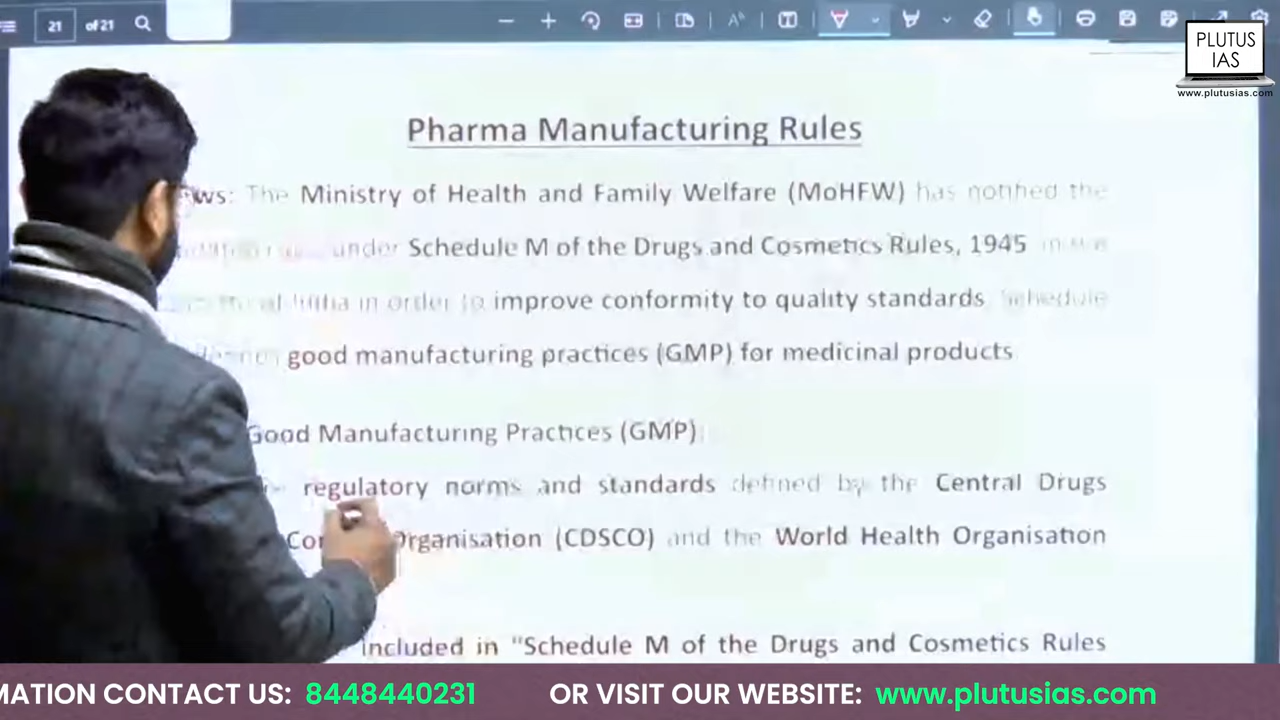 21 of 21
PLUTUS
IAS
www.plutusias.com
Pharma Manufacturing Rules
The Ministry of Health and Family Welfare (MoHFW) has notified the
under Schedule M of the Drugs and Cosmetics Rules, 1945
in order to improve conformity to quality standards. Schedule
good manufacturing practices (GMP) for medicinal products
Good Manufacturing Practices (GMP)
regulatory norms and standards defined by the Central Drugs
Organisation (CDSCO) and the World Health Organisation
included in "Schedule M of the Drugs and Cosmetics Rules
MATION CONTACT US: 8448440231 OR VISIT OUR WEBSITE: www.plutusias.com